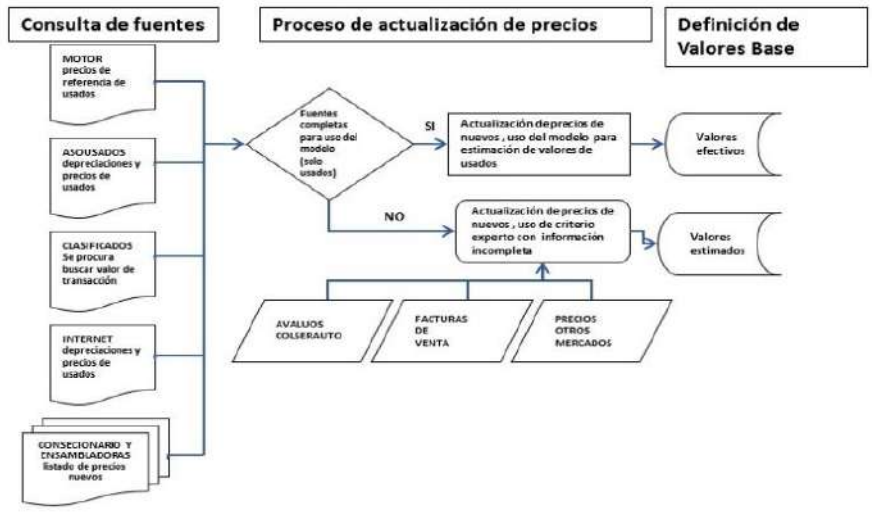 Consulta de fuentes
Proceso de actualización de precios
Definición de
Valores Base
MOTOR
precios de
referencia de
usados
ASOUSADOS
depreciaciones y
precios de
usados
CLASIFICADOS
Se procura
buscar valor de
transacción
INTERNET
depreciaciones y
precios de
usados
CONSECIONARIO Y
ENSAMBLADORAS
listado de precios
nuevos
Fuentes
completas
para uso del
modelo
(solo
usados)
SI
NO
Actualización de precios de
nuevos , uso del modelo para
estimación de valores de
usados
Actualización de precios de
nuevos , uso de criterio
experto con información
incompleta
AVALUOS
COLSERAUTO
FACTURAS
DE
VENTA
PRECIOS
OTROS
MERCADOS
Valores
efectivos
Valores
estimados